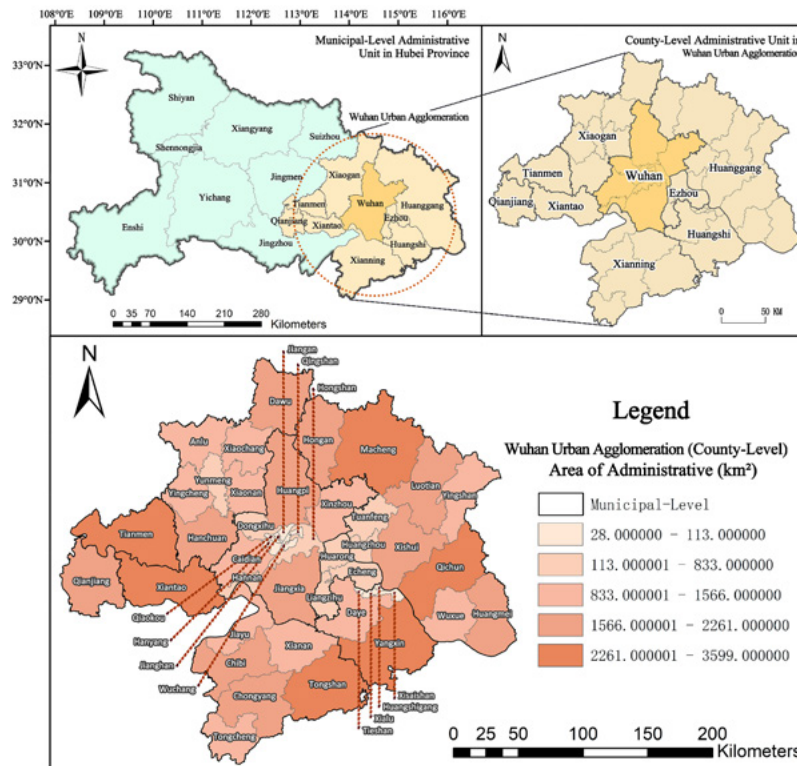 108°0'E 109°0'E 110°0'E 111°0'E 112°0'E 113°0'E 114°0'E 115°0'E 116°0'E
N
Municipal-Level Administrative
Unit in Hubei Province
33°0'N
32°0'N
31°0'N
30°0'N
29°0'N
Shiyan
Xiangyang
Suizhou
Shennongjia
Wuhan Urban Agglomeration
Jingmen
Xiaogan
Yichang
Tianmen
Wuhan
Huanggang
Enshi
Qianjiang
Xiantao
Ezhou
Jingzhou
Huangshi
Xianning
0 35 70 140 210 280
Kilometers
N
County-Level Administrative Unit in
Wuhan Urban Agglomeration
Xiaogan
Huanggang
Tianmen
Wuhan
Ezhou
Qianjiang
Xiantao
Huangshi
Xianning
0 50 KM
N
Jiangan
Qingshan
Hongshan
Dawu
Anlu
Xiaochang
Hongan
Macheng
Yunmeng
Luotian
Yingcheng
Xiaonan
Huangpi
Xinzhou
Yingshan
Tuanfeng
Tianmen
Hanchuan
Dongxihu
Huangzhou
Xishui
Caidian
Huarong
Qichun
Qianjiang
Xiantao
Hannan
Jiangxia
Echeng
Liangzihu
Qiaokou
Daye
Wuxue
Huangmei
Hanyang
Jiayu
Xianan
Yangxin
Jianghan
Chibi
Wuchang
Chongyang
Tongshan
Xisaishan
Huangshigang
Xialu
Tieshan
Tongcheng
Legend
Wuhan Urban Agglomeration (County-Level)
Area of Administrative (km²)
Municipal-Level
28.000000 - 113.000000
113.000001 - 833.000000
833.000001 - 1566.000000
1566.000001 - 2261.000000
2261.000001 - 3599.000000
0 25 50 100 150 200
Kilometers